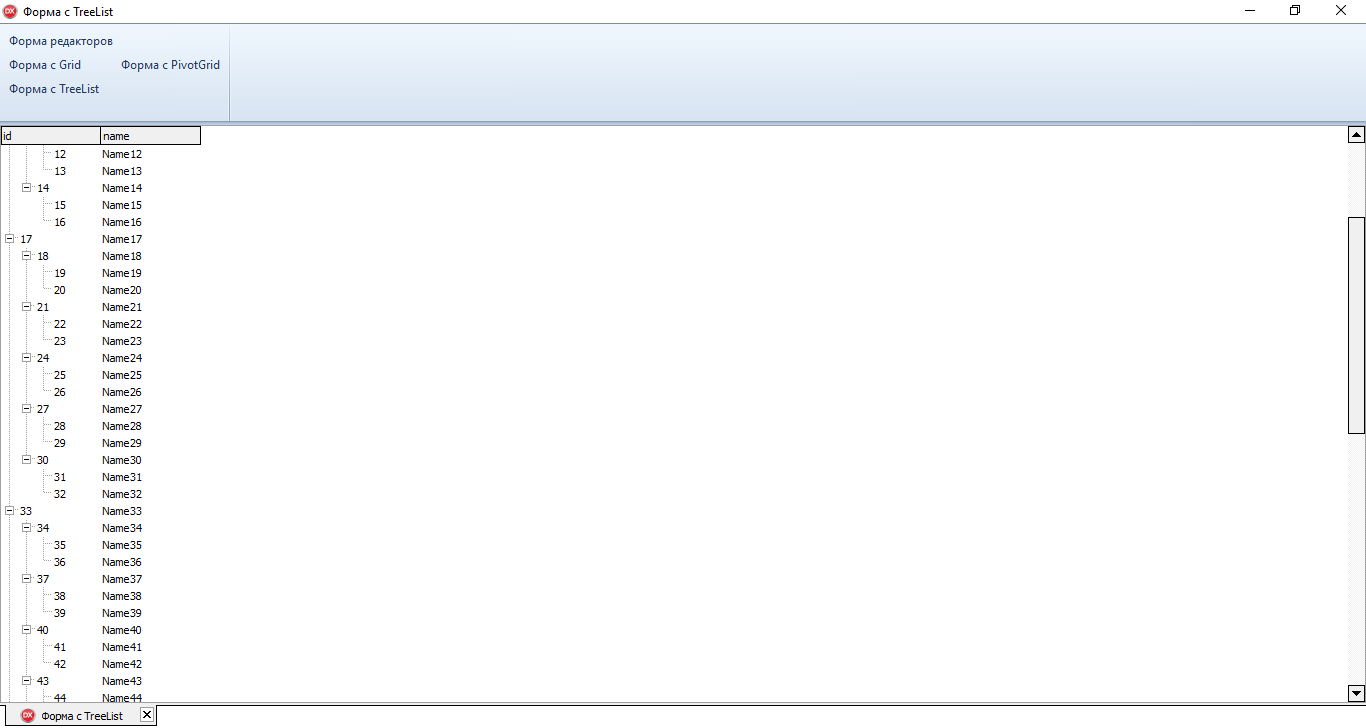 DX Форма с TreeList
Форма редакторов
Форма с Grid Форма с PivotGrid
Форма с TreeList
id name
12 Name12
13 Name13
14 Name14
15 Name15
16 Name16
17 Name17
18 Name18
19 Name19
20 Name20
21 Name21
22 Name22
23 Name23
24 Name24
25 Name25
26 Name26
27 Name27
28 Name28
29 Name29
30 Name30
31 Name31
32 Name32
33 Name33
34 Name34
35 Name35
36 Name36
37 Name37
38 Name38
39 Name39
40 Name40
41 Name41
42 Name42
43 Name43
44 Name44
DX Форма с TreeList